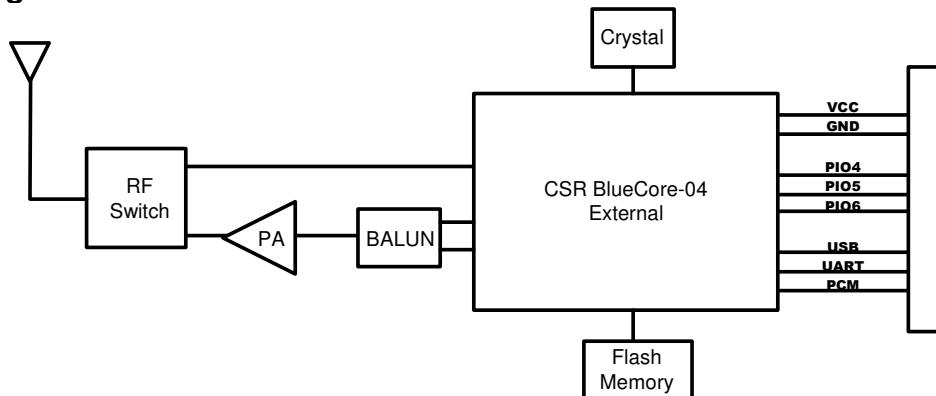 Crystal
VCC
GND
PIO4
PIO5
PIO6
USB
UART
PCM
CSR BlueCore-04
External
RF
Switch
PA
BALUN
Flash
Memory